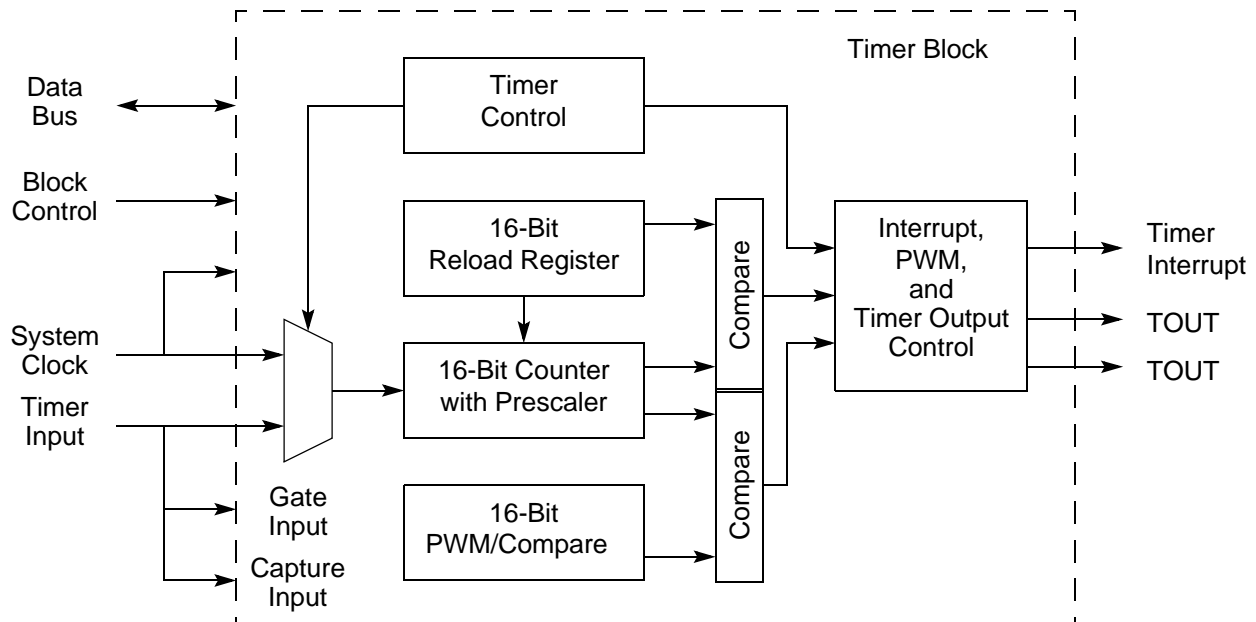 Timer Block
Data
Bus
Timer
Control
Block
Control
16-Bit
Reload Register
Compare
Interrupt,
PWM,
and
Timer Output
Control
Timer
Interrupt
TOUT
TOUT
System
Clock
16-Bit Counter
with Prescaler
Timer
Input
Compare
Gate
Input
16-Bit
PWM/Compare
Capture
Input